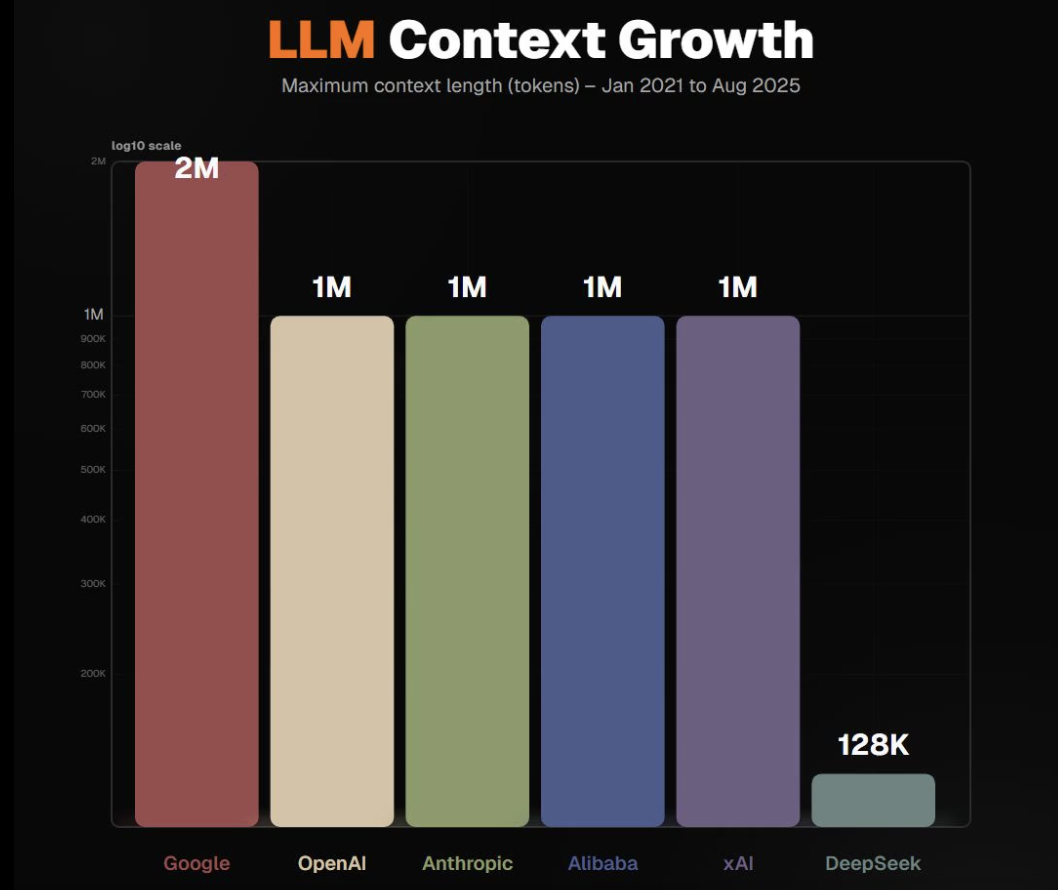 LLM Context Growth
Maximum context length (tokens) – Jan 2021 to Aug 2025
log10 scale
2M
2M
1M 1M 1M 1M
1M
900K
800K
700K
600K
500K
400K
300K
200K
128K
Google OpenAI Anthropic Alibaba xAI DeepSeek